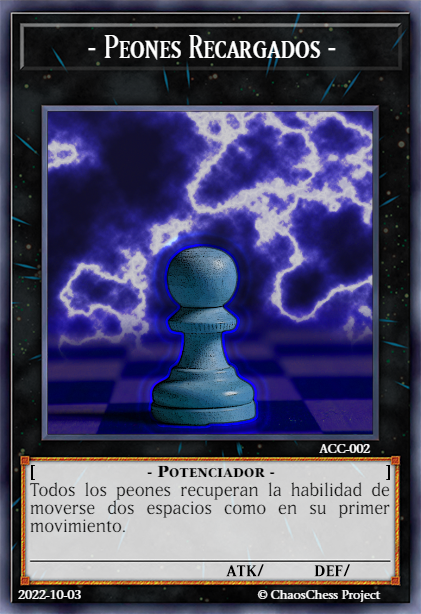 - Peones Recargados -
ACC-002
[ - Potenciador - ]
Todos los peones recuperan la habilidad de
moverse dos espacios como en su primer
movimiento.
ATK/ DEF/
2022-10-03 © ChaosChess Project